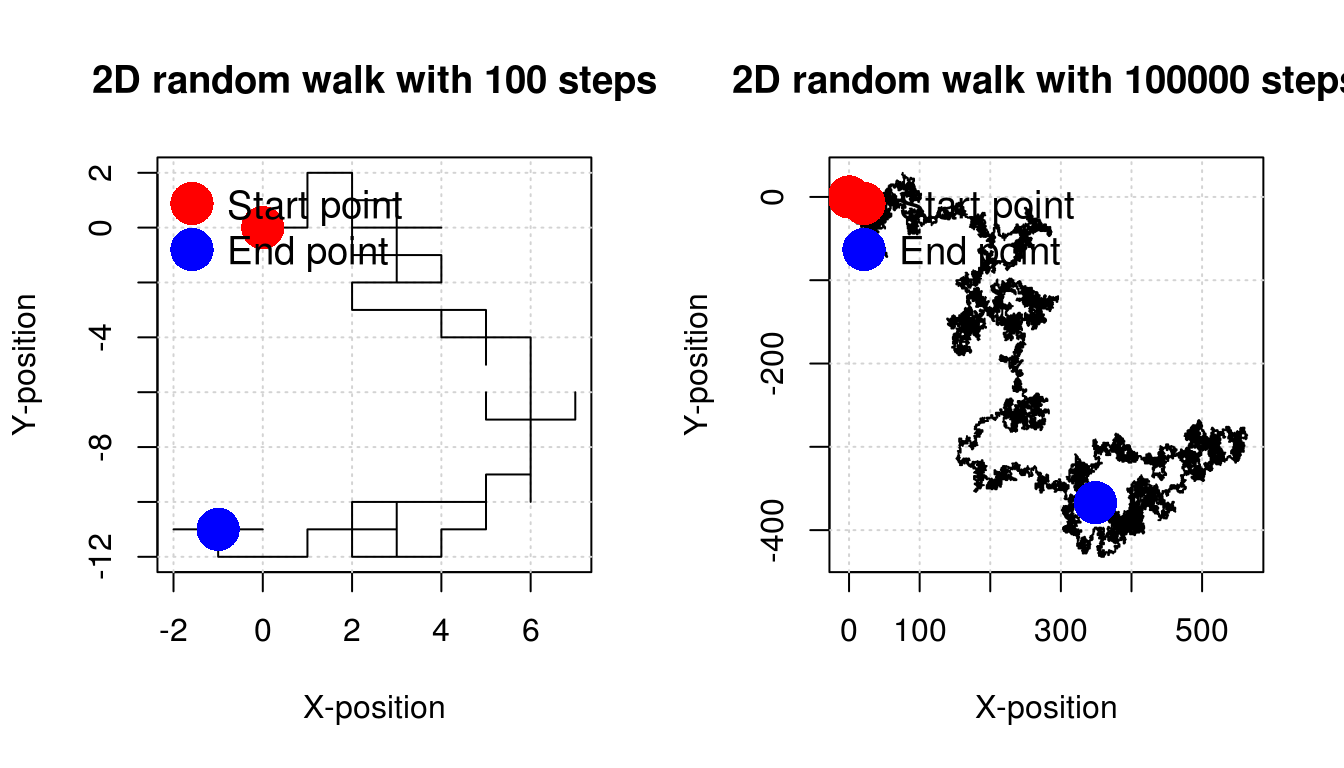 2D random walk with 100 steps
Y-position
2
0
-4
-8
-12
Start point
End point
-2 0 2 4 6
X-position
2D random walk with 100000 steps
Y-position
0
-200
-400
Start point
End point
0 100 300 500
X-position